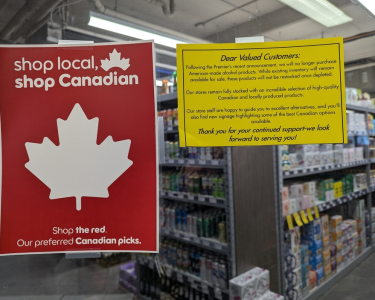 shop local,
shop Canadian
Shop the red.
Our preferred Canadian picks.
Dear Valued Customers:
Following the Premier's recent announcement, we will no longer purchase
American-made alcohol products. While existing inventory will remain
available for sale, these products will not be restocked once depleted.
Our stores remain fully stocked with an incredible selection of high-quality
Canadian and locally produced products.
Our store staff are happy to guide you to excellent alternatives, and you'll
also find new signage highlighting some of the best Canadian options
available.
Thank you for your continued support-we look
forward to serving you!